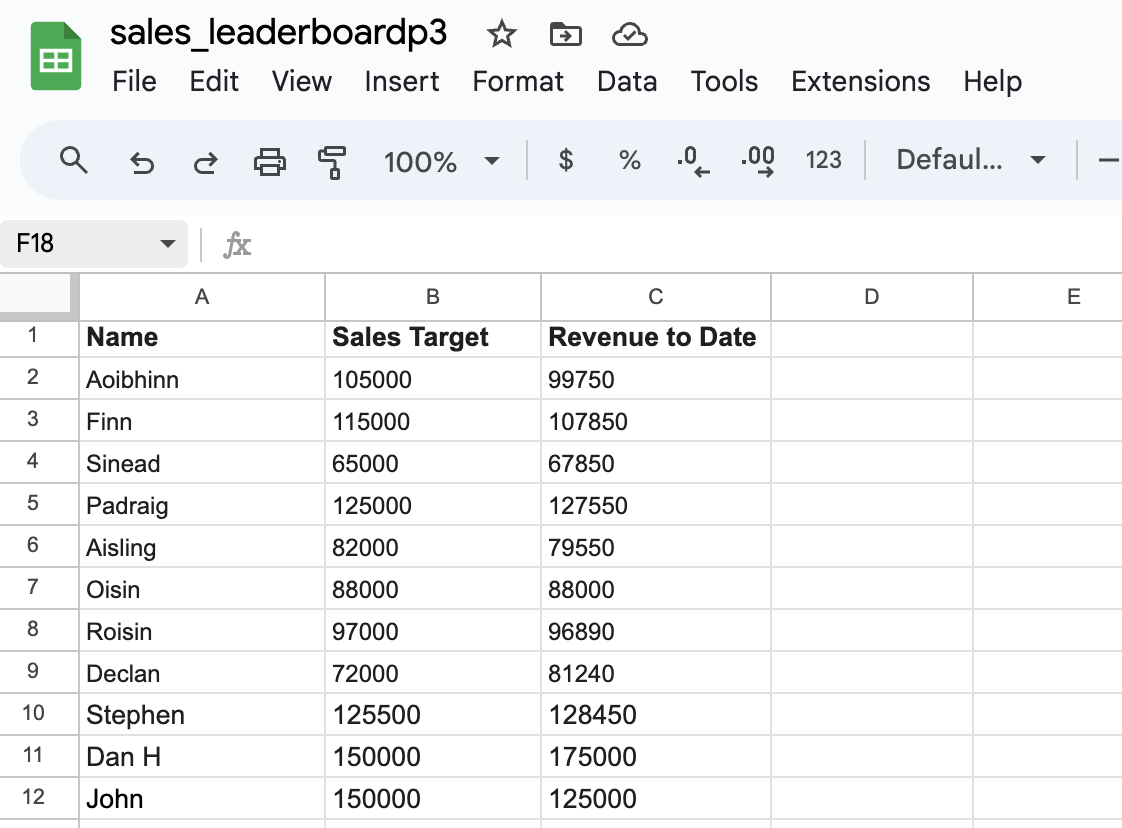 sales_leaderboardp3
File Edit View Insert Format Data Tools Extensions Help
100% $ % .0 .00 123 Defaul...
F18 fx
A B C D E
1 Name Sales Target Revenue to Date
2 Aoibhinn 105000 99750
3 Finn 115000 107850
4 Sinead 65000 67850
5 Padraig 125000 127550
6 Aisling 82000 79550
7 Oisin 88000 88000
8 Roisin 97000 96890
9 Declan 72000 81240
10 Stephen 125500 128450
11 Dan H 150000 175000
12 John 150000 125000